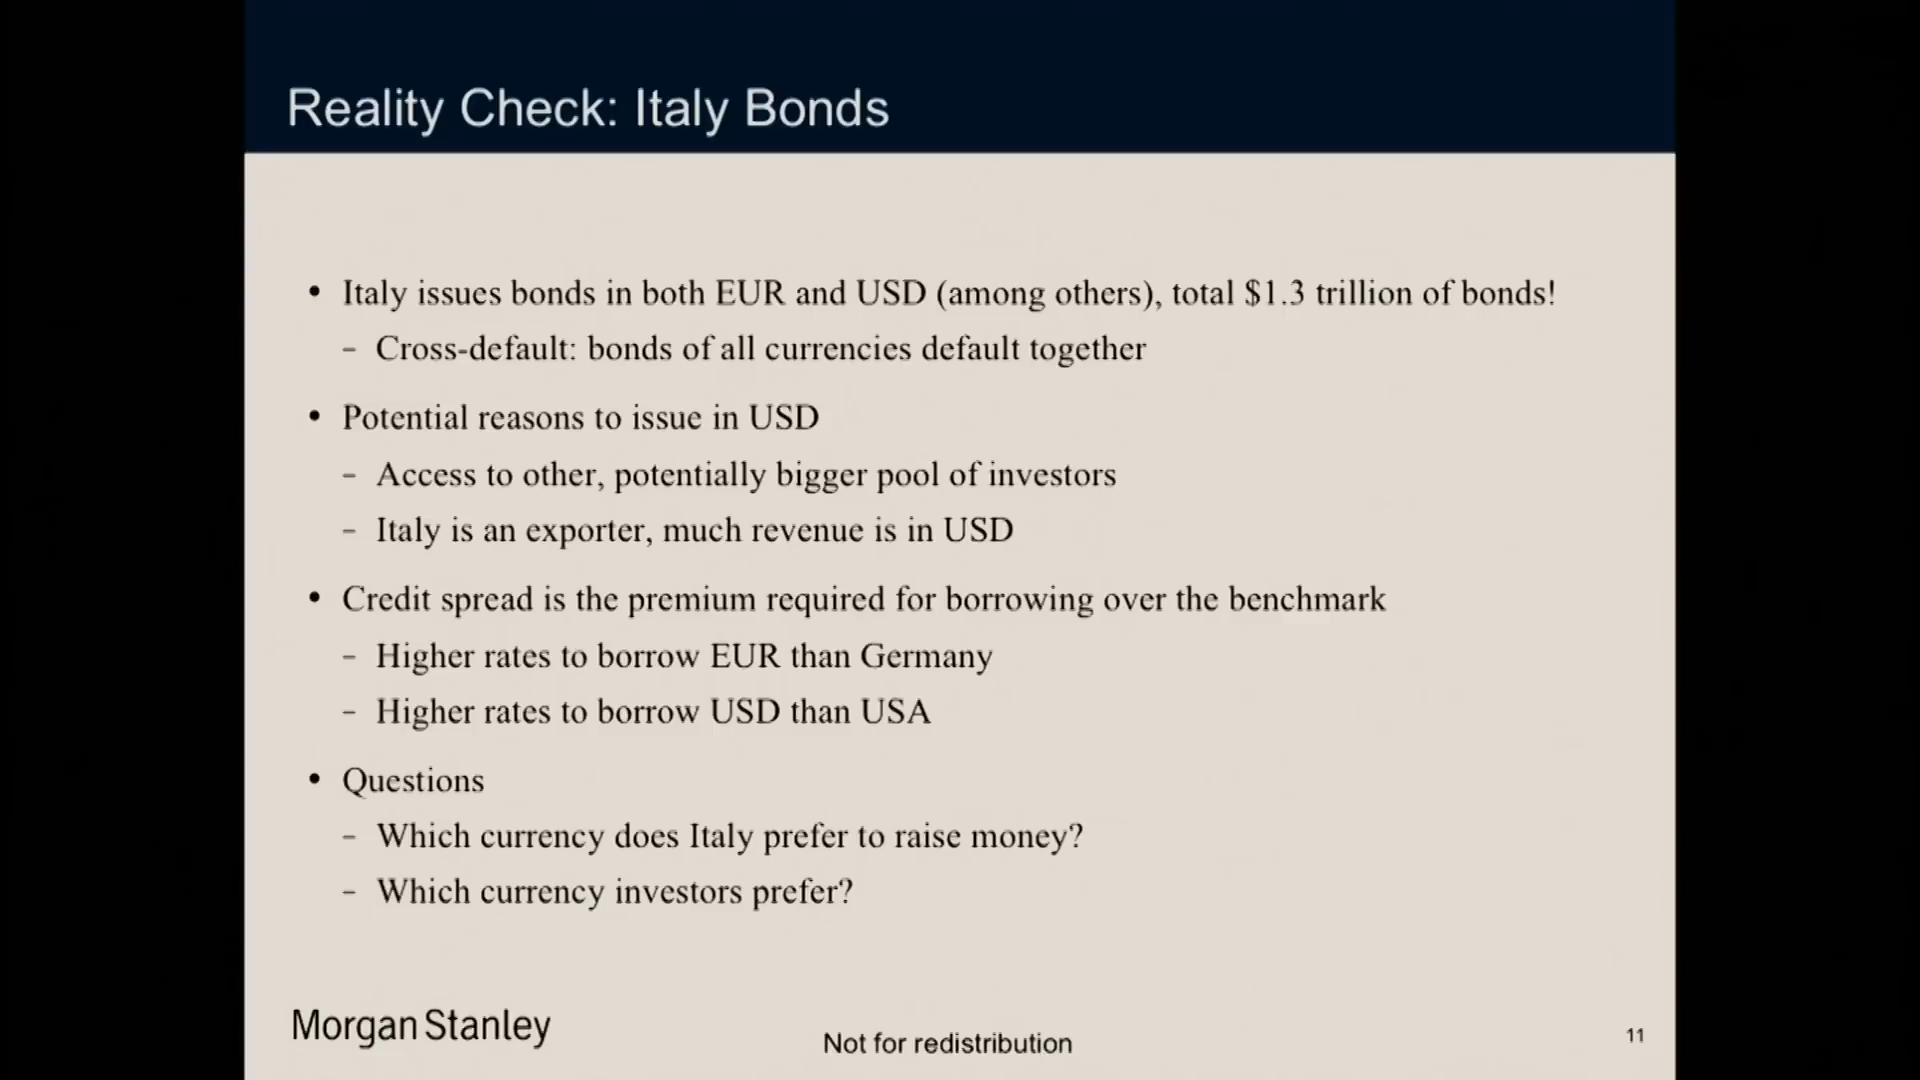 Reality Check: Italy Bonds
• Italy issues bonds in both EUR and USD (among others), total $1.3 trillion of bonds!
– Cross-default: bonds of all currencies default together
• Potential reasons to issue in USD
– Access to other, potentially bigger pool of investors
– Italy is an exporter, much revenue is in USD
• Credit spread is the premium required for borrowing over the benchmark
– Higher rates to borrow EUR than Germany
– Higher rates to borrow USD than USA
• Questions
– Which currency does Italy prefer to raise money?
– Which currency investors prefer?
Morgan Stanley
Not for redistribution
11